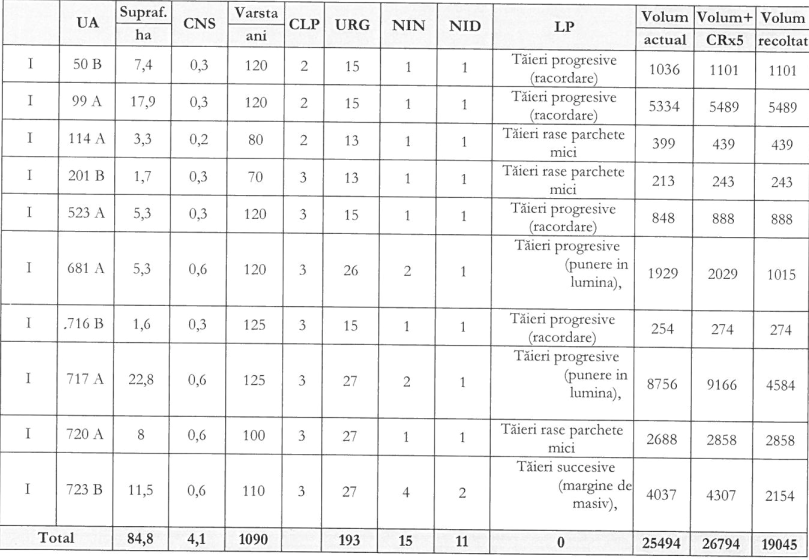 UA Supraf. ha CNS Varsta ani CLP URG NIN NID LP Volum actual Volum+ CRx5 Volum recoltat
I 50 B 7,4 0,3 120 2 15 1 1 Tăieri progresive (racordare) 1036 1101 1101
I 99 A 17,9 0,3 120 2 15 1 1 Tăieri progresive (racordare) 5334 5489 5489
I 114 A 3,3 0,2 80 2 13 1 1 Tăieri rase parchete mici 399 439 439
I 201 B 1,7 0,3 70 3 13 1 1 Tăieri rase parchete mici 213 243 243
I 523 A 5,3 0,3 120 3 15 1 1 Tăieri progresive (racordare) 848 888 888
I 681 A 5,3 0,6 120 3 26 2 1 Tăieri progresive (punere in lumina), 1929 2029 1015
I .716 B 1,6 0,3 125 3 15 1 1 Tăieri progresive (racordare) 254 274 274
I 717 A 22,8 0,6 125 3 27 2 1 Tăieri progresive (punere in lumina), 8756 9166 4584
I 720 A 8 0,6 100 3 27 1 1 Tăieri rase parchete mici 2688 2858 2858
I 723 B 11,5 0,6 110 3 27 4 2 Tăieri succesive (margine de masiv), 4037 4307 2154
Total 84,8 4,1 1090 193 15 11 0 25494 26794 19045